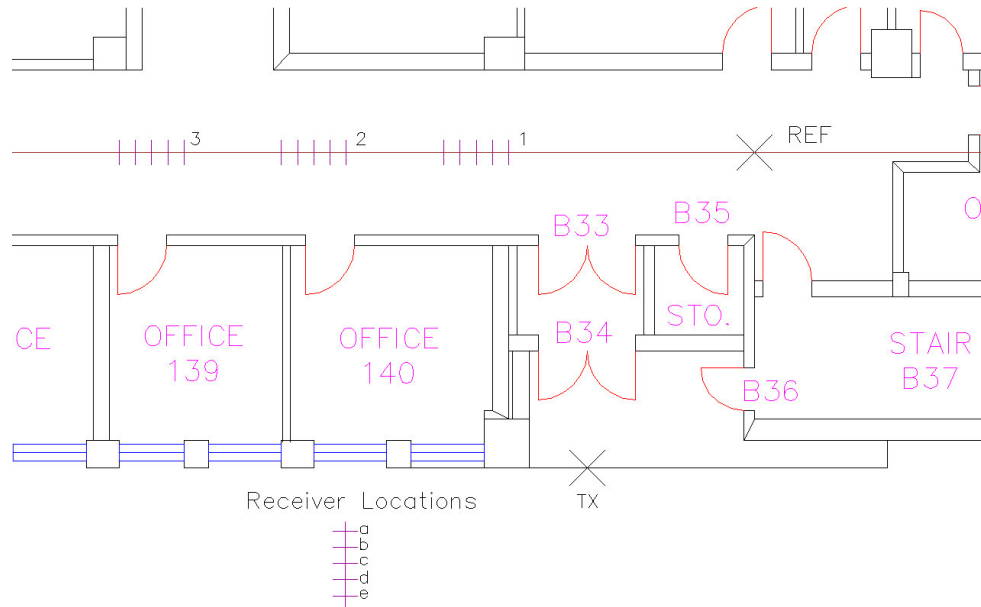 3
2
1
REF
B33
B35
O
CE
OFFICE
139
OFFICE
140
B34
STO.
STAIR
B37
B36
Receiver Locations
TX
a
b
c
d
e